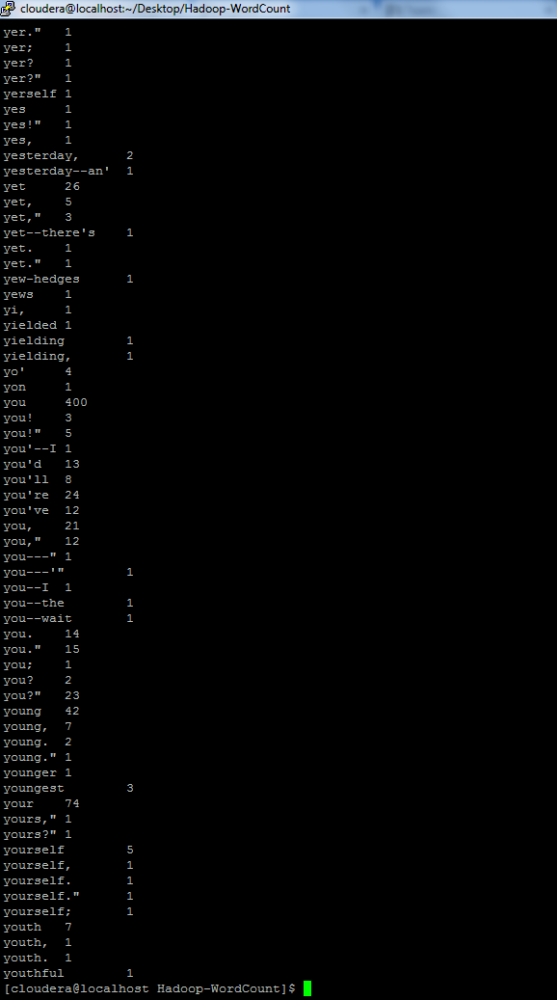 cloudera@localhost:~/Desktop/Hadoop-WordCount
yer." 1
yer; 1
yer? 1
yer?" 1
yerself 1
yes 1
yes!" 1
yes, 1
yesterday, 2
yesterday--an' 1
yet 26
yet, 5
yet," 3
yet--there's 1
yet. 1
yet." 1
yew-hedges 1
yews 1
yi, 1
yielded 1
yielding 1
yielding, 1
yo' 4
yon 1
you 400
you! 3
you!" 5
you'--I 1
you'd 13
you'll 8
you're 24
you've 12
you, 21
you," 12
you---" 1
you---'" 1
you--I 1
you--the 1
you--wait 1
you. 14
you." 15
you; 1
you? 2
you?" 23
young 42
young, 7
young. 2
young." 1
younger 1
youngest 3
your 74
yours," 1
yours?" 1
yourself 5
yourself, 1
yourself. 1
yourself." 1
yourself; 1
youth 7
youth, 1
youth. 1
youthful 1
[cloudera@localhost Hadoop-WordCount]$